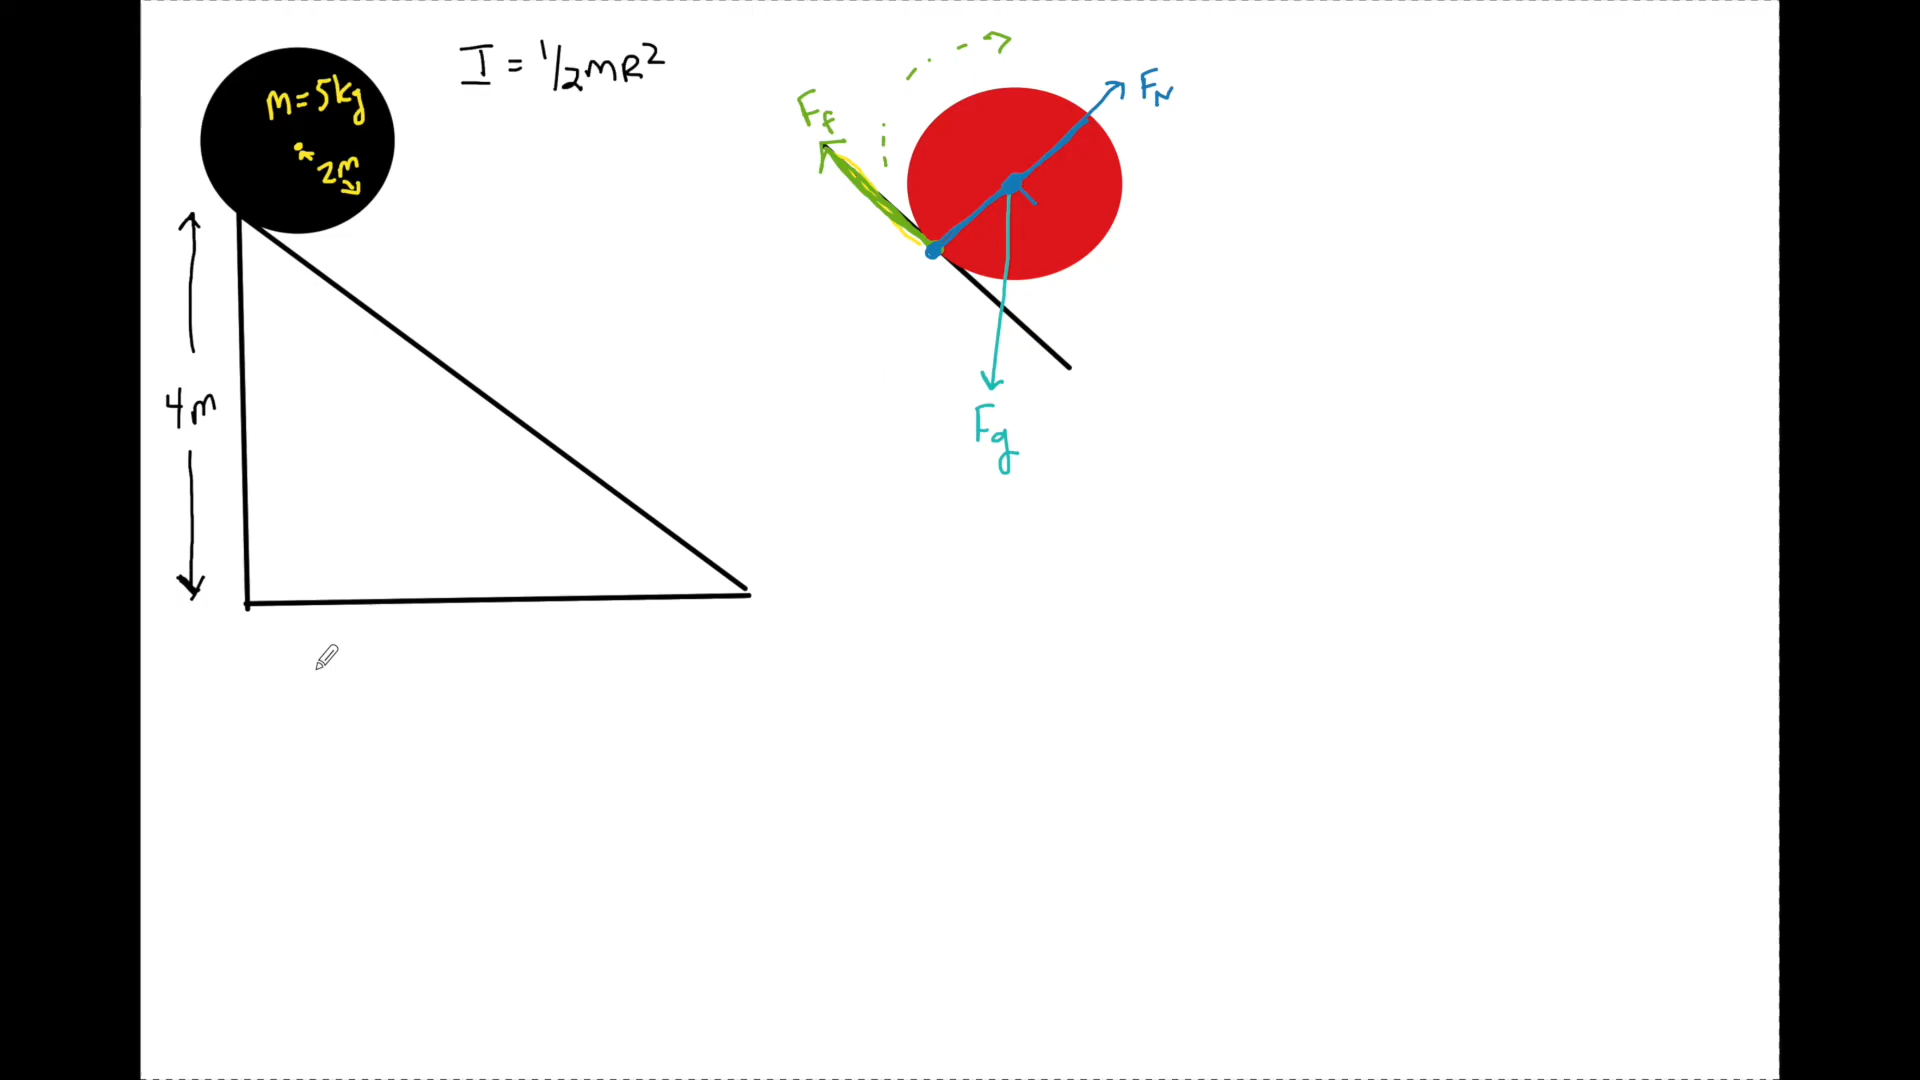 m=5kg
2m
I = 1/2mR²
4m
Ff
FN
Fg